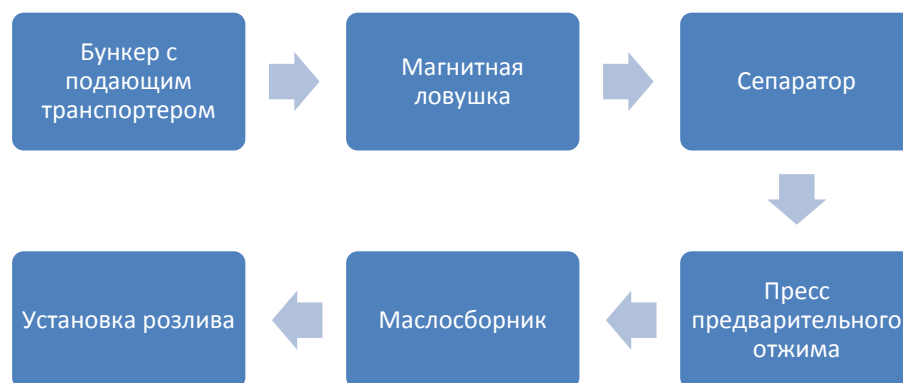 Бункер с
подающим
транспортером
Магнитная
ловушка
Сепаратор
Пресс
предварительного
отжима
Маслосборник
Установка розлива